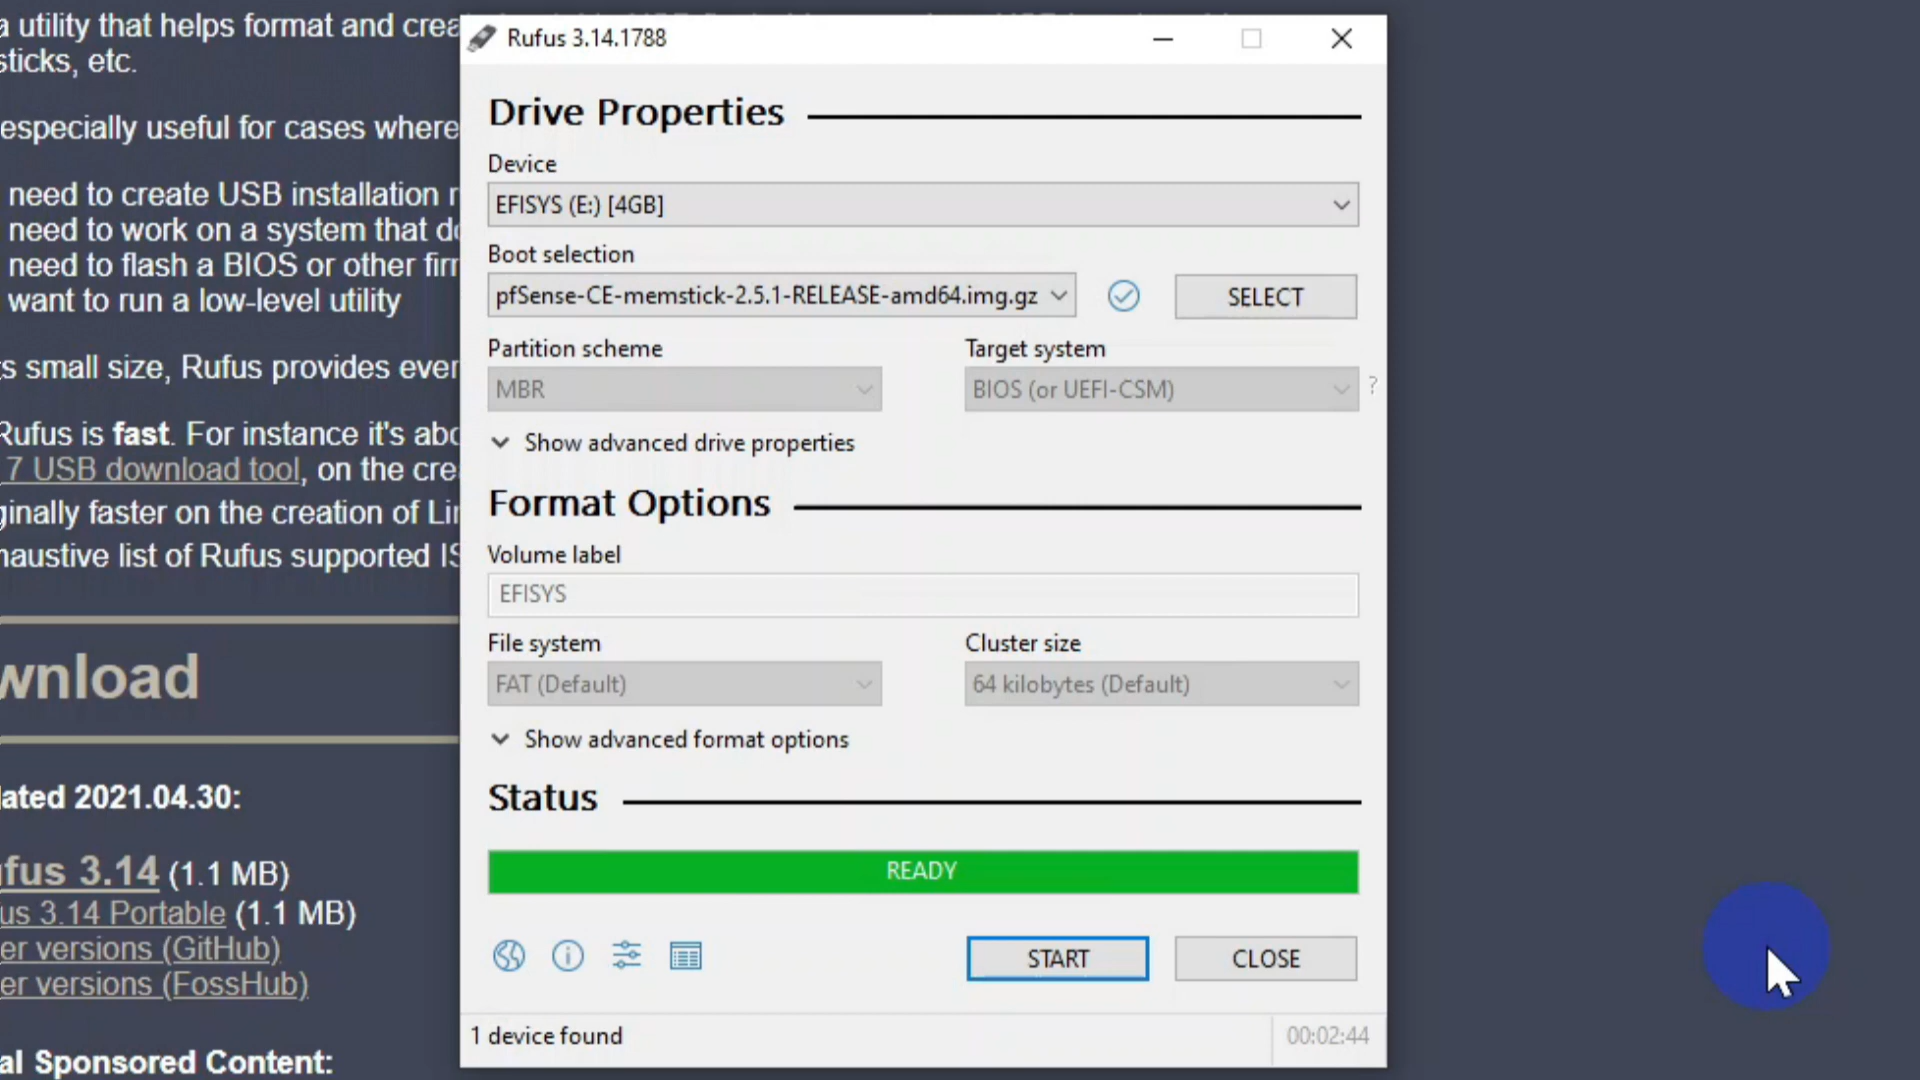 a utility that helps format and crea
sticks, etc.
especially useful for cases where
need to create USB installation
need to work on a system that
need to flash a BIOS or other
want to run a low-level utility
s small size, Rufus provides ever
Rufus is fast. For instance it's abo
7 USB download tool, on the cre
ginally faster on the creation of Li
haustive list of Rufus supported IS
wnload
ated 2021.04.30:
ufus 3.14 (1.1 MB)
us 3.14 Portable (1.1 MB)
er versions (GitHub)
er versions (FossHub)
al Sponsored Content:
Rufus 3.14.1788
Drive Properties
Device
EFISYS (E:) [4GB]
Boot selection
pfSense-CE-memstick-2.5.1-RELEASE-amd64.img.gz
SELECT
Partition scheme
Target system
MBR
BIOS (or UEFI-CSM)
?
Show advanced drive properties
Format Options
Volume label
EFISYS
File system
Cluster size
FAT (Default)
64 kilobytes (Default)
Show advanced format options
Status
READY
START
CLOSE
1 device found
00:02:44